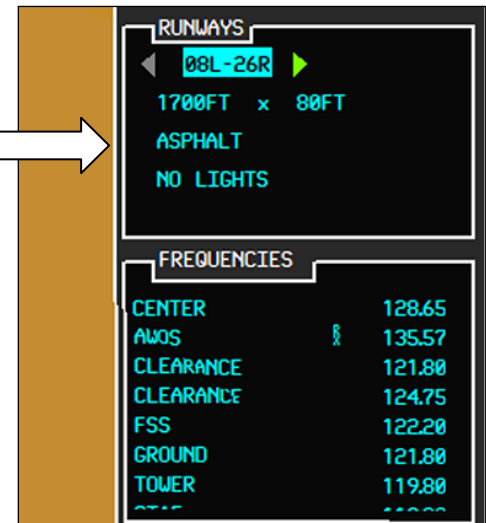 RUNWAYS
08L-26R
1700FT x 80FT
ASPHALT
NO LIGHTS
FREQUENCIES
CENTER 128.65
AWOS RX 135.57
CLEARANCE 121.80
CLEARANCE 124.75
FSS 122.20
GROUND 121.80
TOWER 119.80